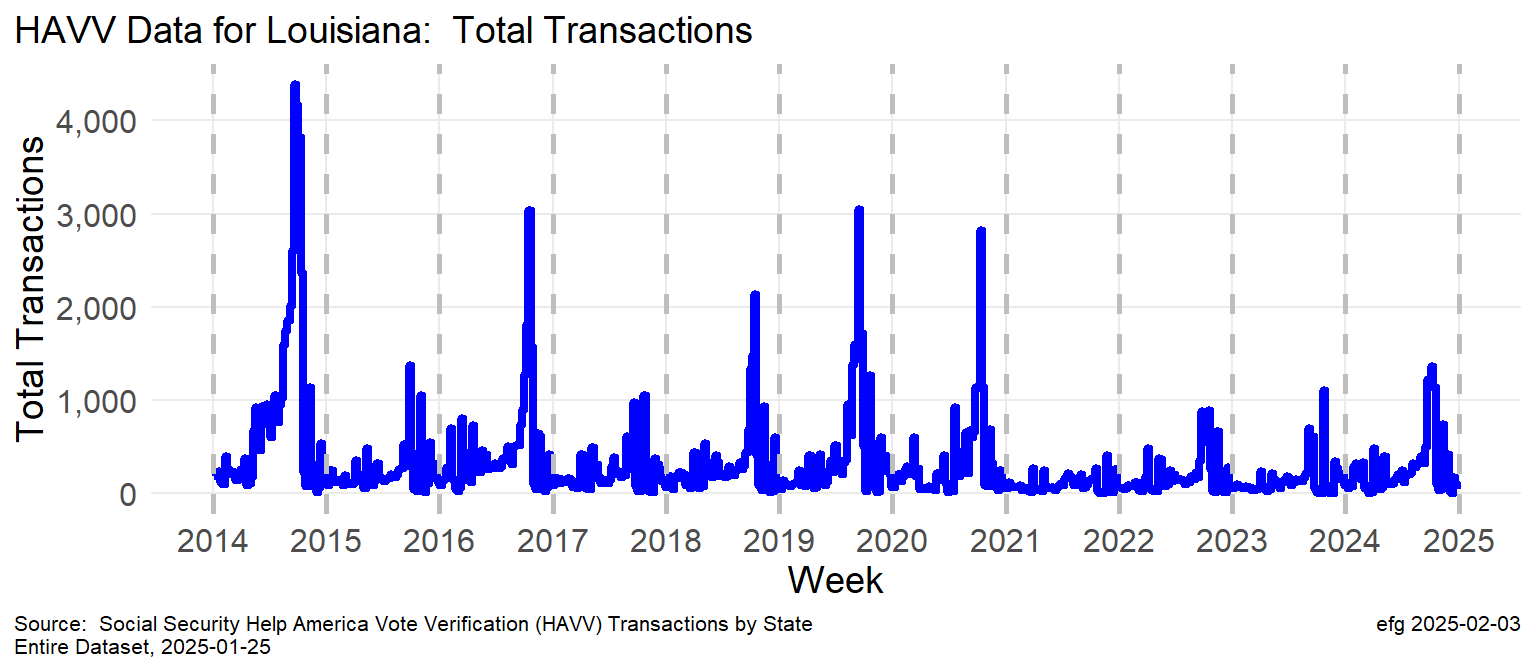 HAVV Data for Louisiana:  Total Transactions
Total Transactions
4,000
3,000
2,000
1,000
0
2014 2015 2016 2017 2018 2019 2020 2021 2022 2023 2024 2025
Week
Source:  Social Security Help America Vote Verification (HAVV) Transactions by State
Entire Dataset, 2025-01-25
efg 2025-02-03